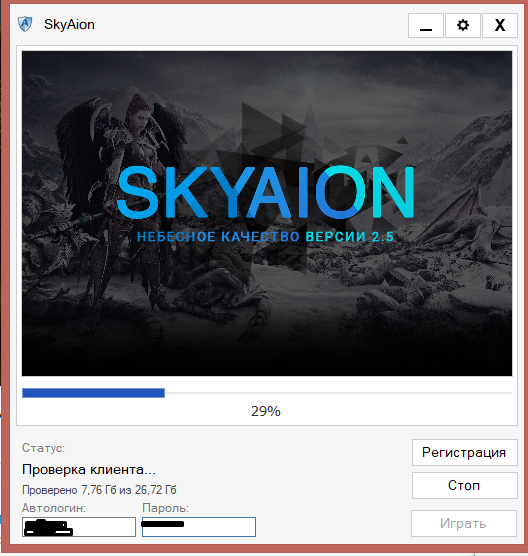 SkyAion
SKYAION
НЕБЕСНОЕ КАЧЕСТВО ВЕРСИИ 2.5
29%
Статус:
Проверка клиента...
Проверено 7,76 Гб из 26,72 Гб
Автологин:
Пароль:
Регистрация
Стоп
Играть